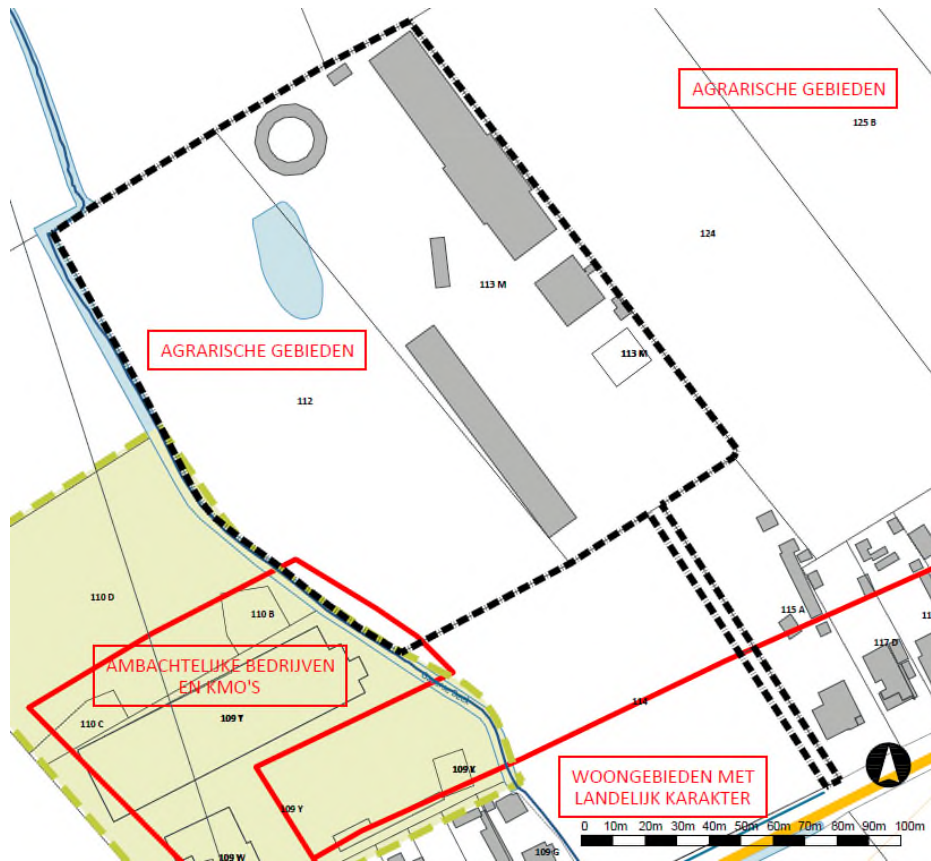 AGRARISCHE GEBIEDEN
125 B
124
113 M
113 M
AGRARISCHE GEBIEDEN
112
110 D
110 B
115 A
117 D
11
AMBACHTELIJKE BEDRIJVEN
EN KMO'S
110 C
109 T
114
109 X
WOONGEBIEDEN MET
LANDELIJK KARAKTER
109 Y
0 10m 20m 30m 40m 50m 60m 70m 80m 90m 100m
109 G
109 W